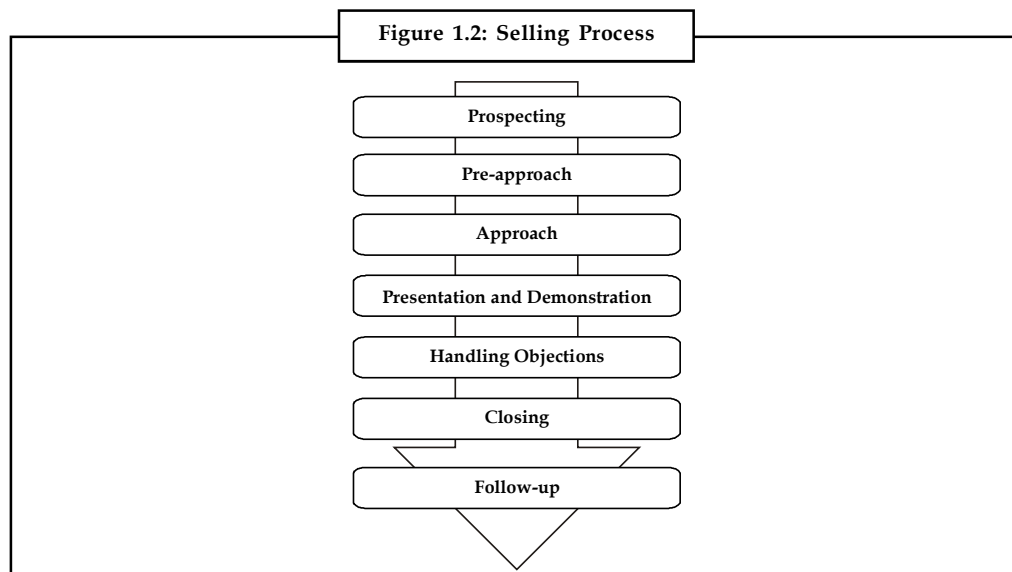 Figure 1.2: Selling Process
Prospecting
Pre-approach
Approach
Presentation and Demonstration
Handling Objections
Closing
Follow-up